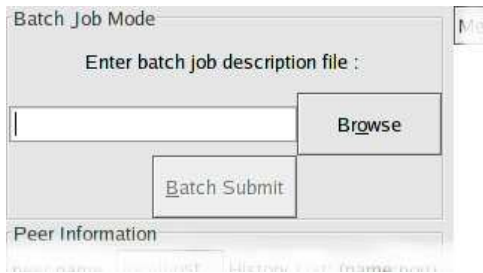 Batch Job Mode
Enter batch job description file :
Browse
Batch Submit
Peer Information